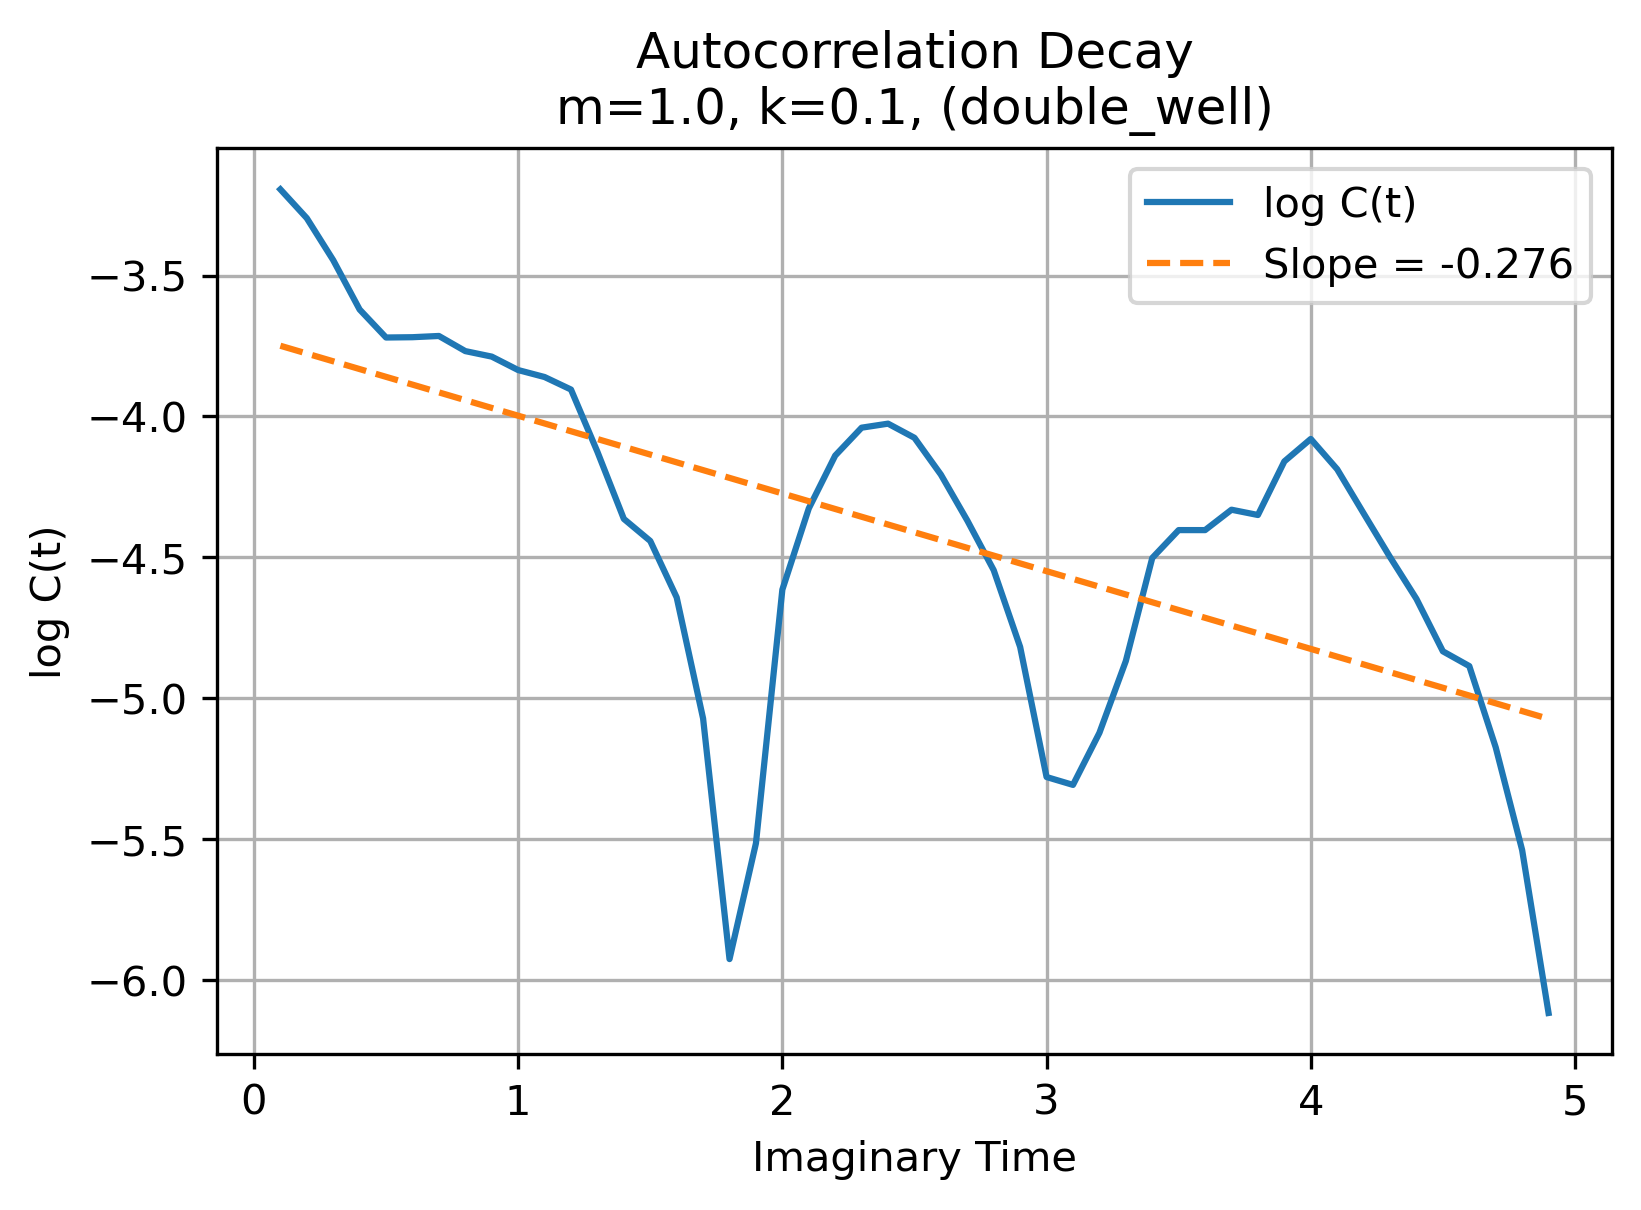 Autocorrelation Decay
m=1.0, k=0.1, (double_well)
log C(t)
Slope = -0.276
−3.5
−4.0
−4.5
−5.0
−5.5
−6.0
log C(t)
0 1 2 3 4 5
Imaginary Time